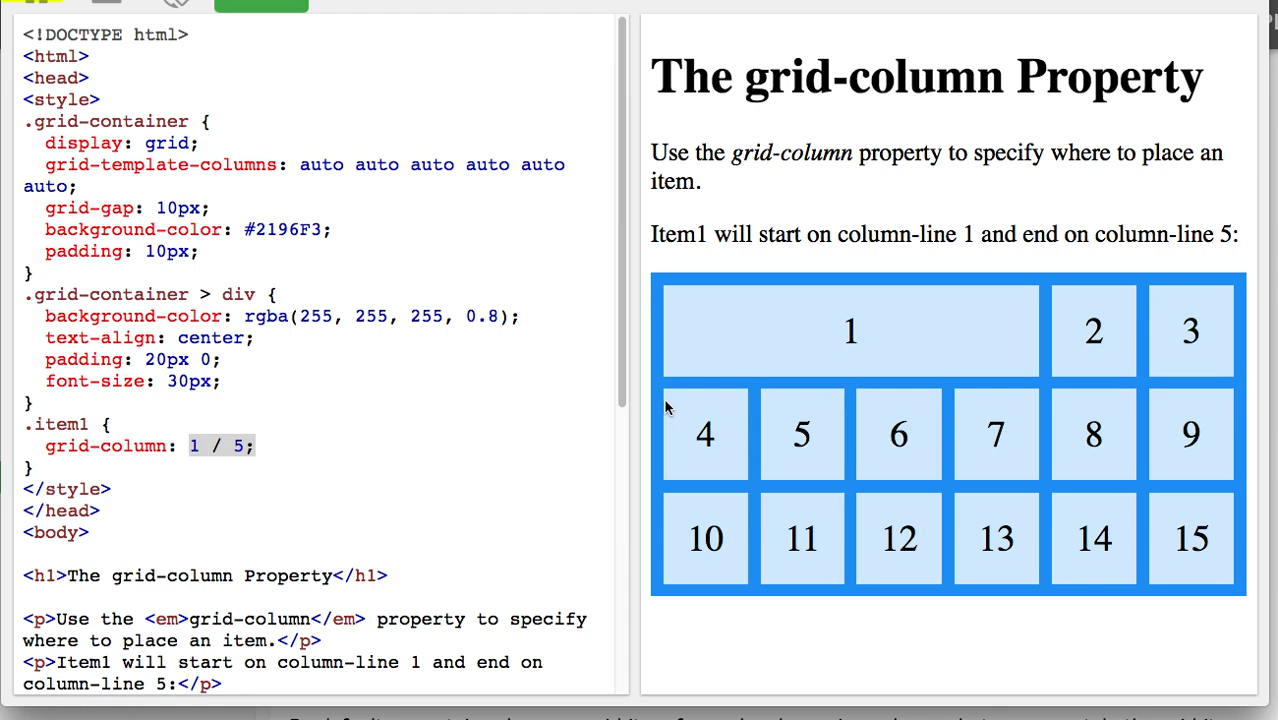 <!DOCTYPE html>
<html>
<head>
<style>
.grid-container {
  display: grid;
  grid-template-columns: auto auto auto auto auto
auto;
  grid-gap: 10px;
  background-color: #2196F3;
  padding: 10px;
}
.grid-container > div {
  background-color: rgba(255, 255, 255, 0.8);
  text-align: center;
  padding: 20px 0;
  font-size: 30px;
}
.item1 {
  grid-column: 1 / 5;
}
</style>
</head>
<body>
<h1>The grid-column Property</h1>
<p>Use the <em>grid-column</em> property to specify
where to place an item.</p>
<p>Item1 will start on column-line 1 and end on
column-line 5:</p>
The grid-column Property
Use the grid-column property to specify where to place an
item.
Item1 will start on column-line 1 and end on column-line 5:
1 2 3
4 5 6 7 8 9
10 11 12 13 14 15